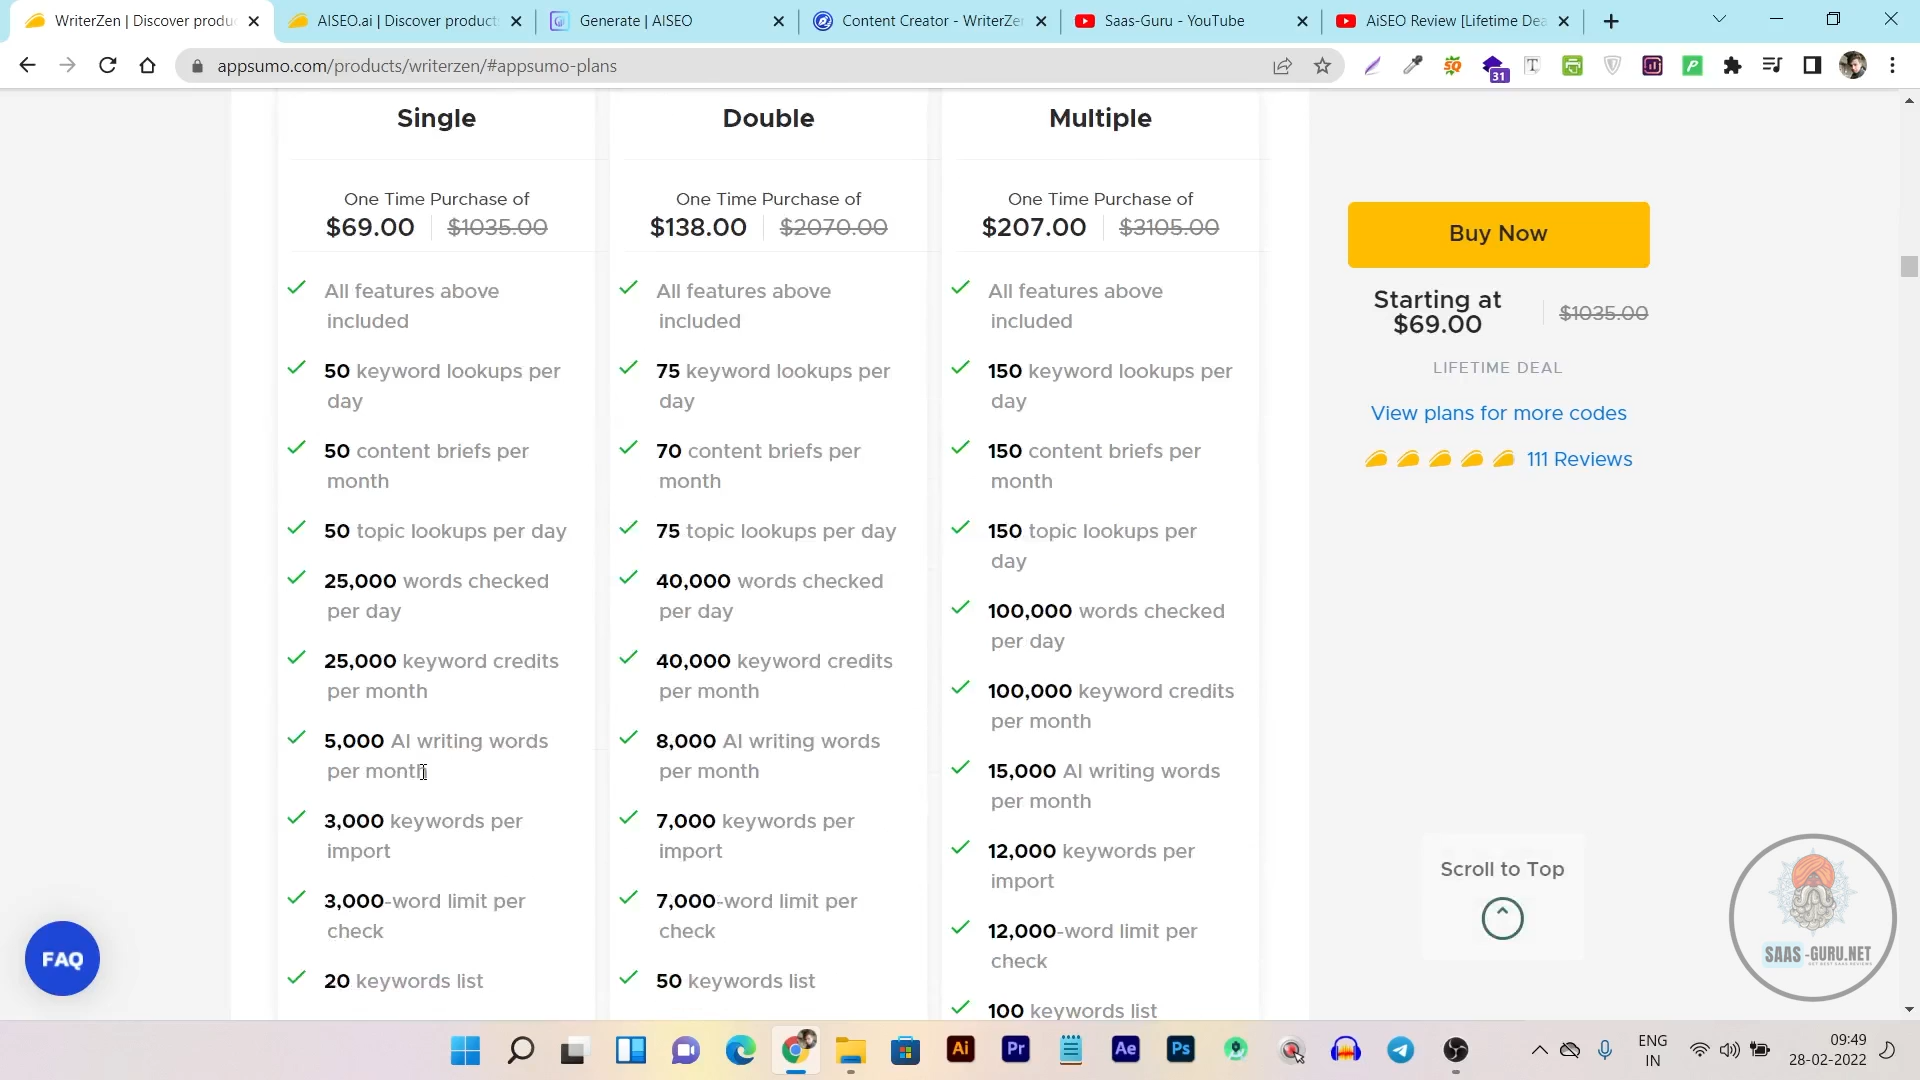 WriterZen | Discover produc
AISEO.ai | Discover products
Generate | AISEO
Content Creator - WriterZen
Saas-Guru - YouTube
AiSEO Review [Lifetime Dea
appsumo.com/products/writerzen/#appsumo-plans
31
Single
One Time Purchase of
$69.00 $1035.00
All features above
included
50 keyword lookups per
day
50 content briefs per
month
50 topic lookups per day
25,000 words checked
per day
25,000 keyword credits
per month
5,000 AI writing words
per month
3,000 keywords per
import
3,000-word limit per
check
20 keywords list
Double
One Time Purchase of
$138.00 $2070.00
All features above
included
75 keyword lookups per
day
70 content briefs per
month
75 topic lookups per day
40,000 words checked
per day
40,000 keyword credits
per month
8,000 AI writing words
per month
7,000 keywords per
import
7,000-word limit per
check
50 keywords list
Multiple
One Time Purchase of
$207.00 $3105.00
All features above
included
150 keyword lookups per
day
150 content briefs per
month
150 topic lookups per
day
100,000 words checked
per day
100,000 keyword credits
per month
15,000 AI writing words
per month
12,000 keywords per
import
12,000-word limit per
check
100 keywords list
Buy Now
Starting at
$69.00
$1035.00
LIFETIME DEAL
View plans for more codes
111 Reviews
Scroll to Top
FAQ
SAAS-GURU.NET
Ai
Pr
Ae
Ps
ENG
IN
09:49
28-02-2022